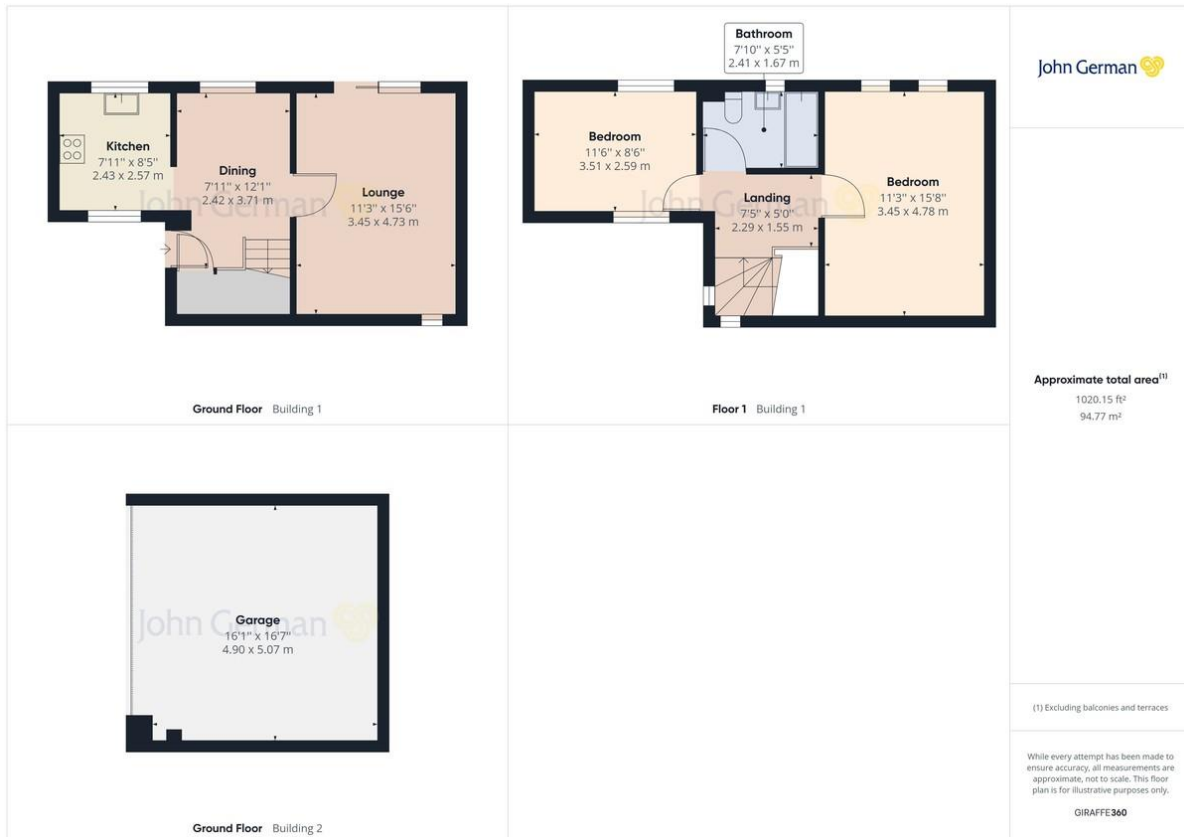 Kitchen
7'11" x 8'5"
2.43 x 2.57 m
Dining
7'11" x 12'1"
2.42 x 3.71 m
Lounge
11'3" x 15'6"
3.45 x 4.73 m
John German
Ground Floor Building 1
Bathroom
7'10" x 5'5"
2.41 x 1.67 m
Bedroom
11'6" x 8'6"
3.51 x 2.59 m
Landing
7'5" x 5'0"
2.29 x 1.55 m
Bedroom
11'3" x 15'8"
3.45 x 4.78 m
John German
Floor 1 Building 1
Garage
16'1" x 16'7"
4.90 x 5.07 m
John German
Ground Floor Building 2
John German
Approximate total area(1)
1020.15 ft²
94.77 m²
(1) Excluding balconies and terraces
While every attempt has been made to
ensure accuracy, all measurements are
approximate, not to scale. This floor
plan is for illustrative purposes only.
GIRAFFE360